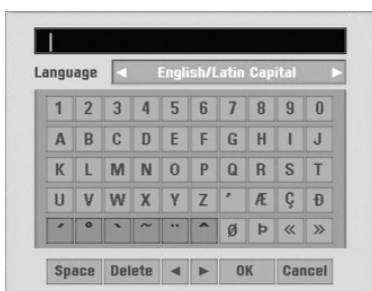 Language ◀ English/Latin Capital ▶
1 2 3 4 5 6 7 8 9 0
A B C D E F G H I J
K L M N O P Q R S T
U V W X Y Z ʼ Æ Ç Ð
´ ° ` ~ ¨ ^ Ø Þ « »
Space Delete ◀ ▶ OK Cancel